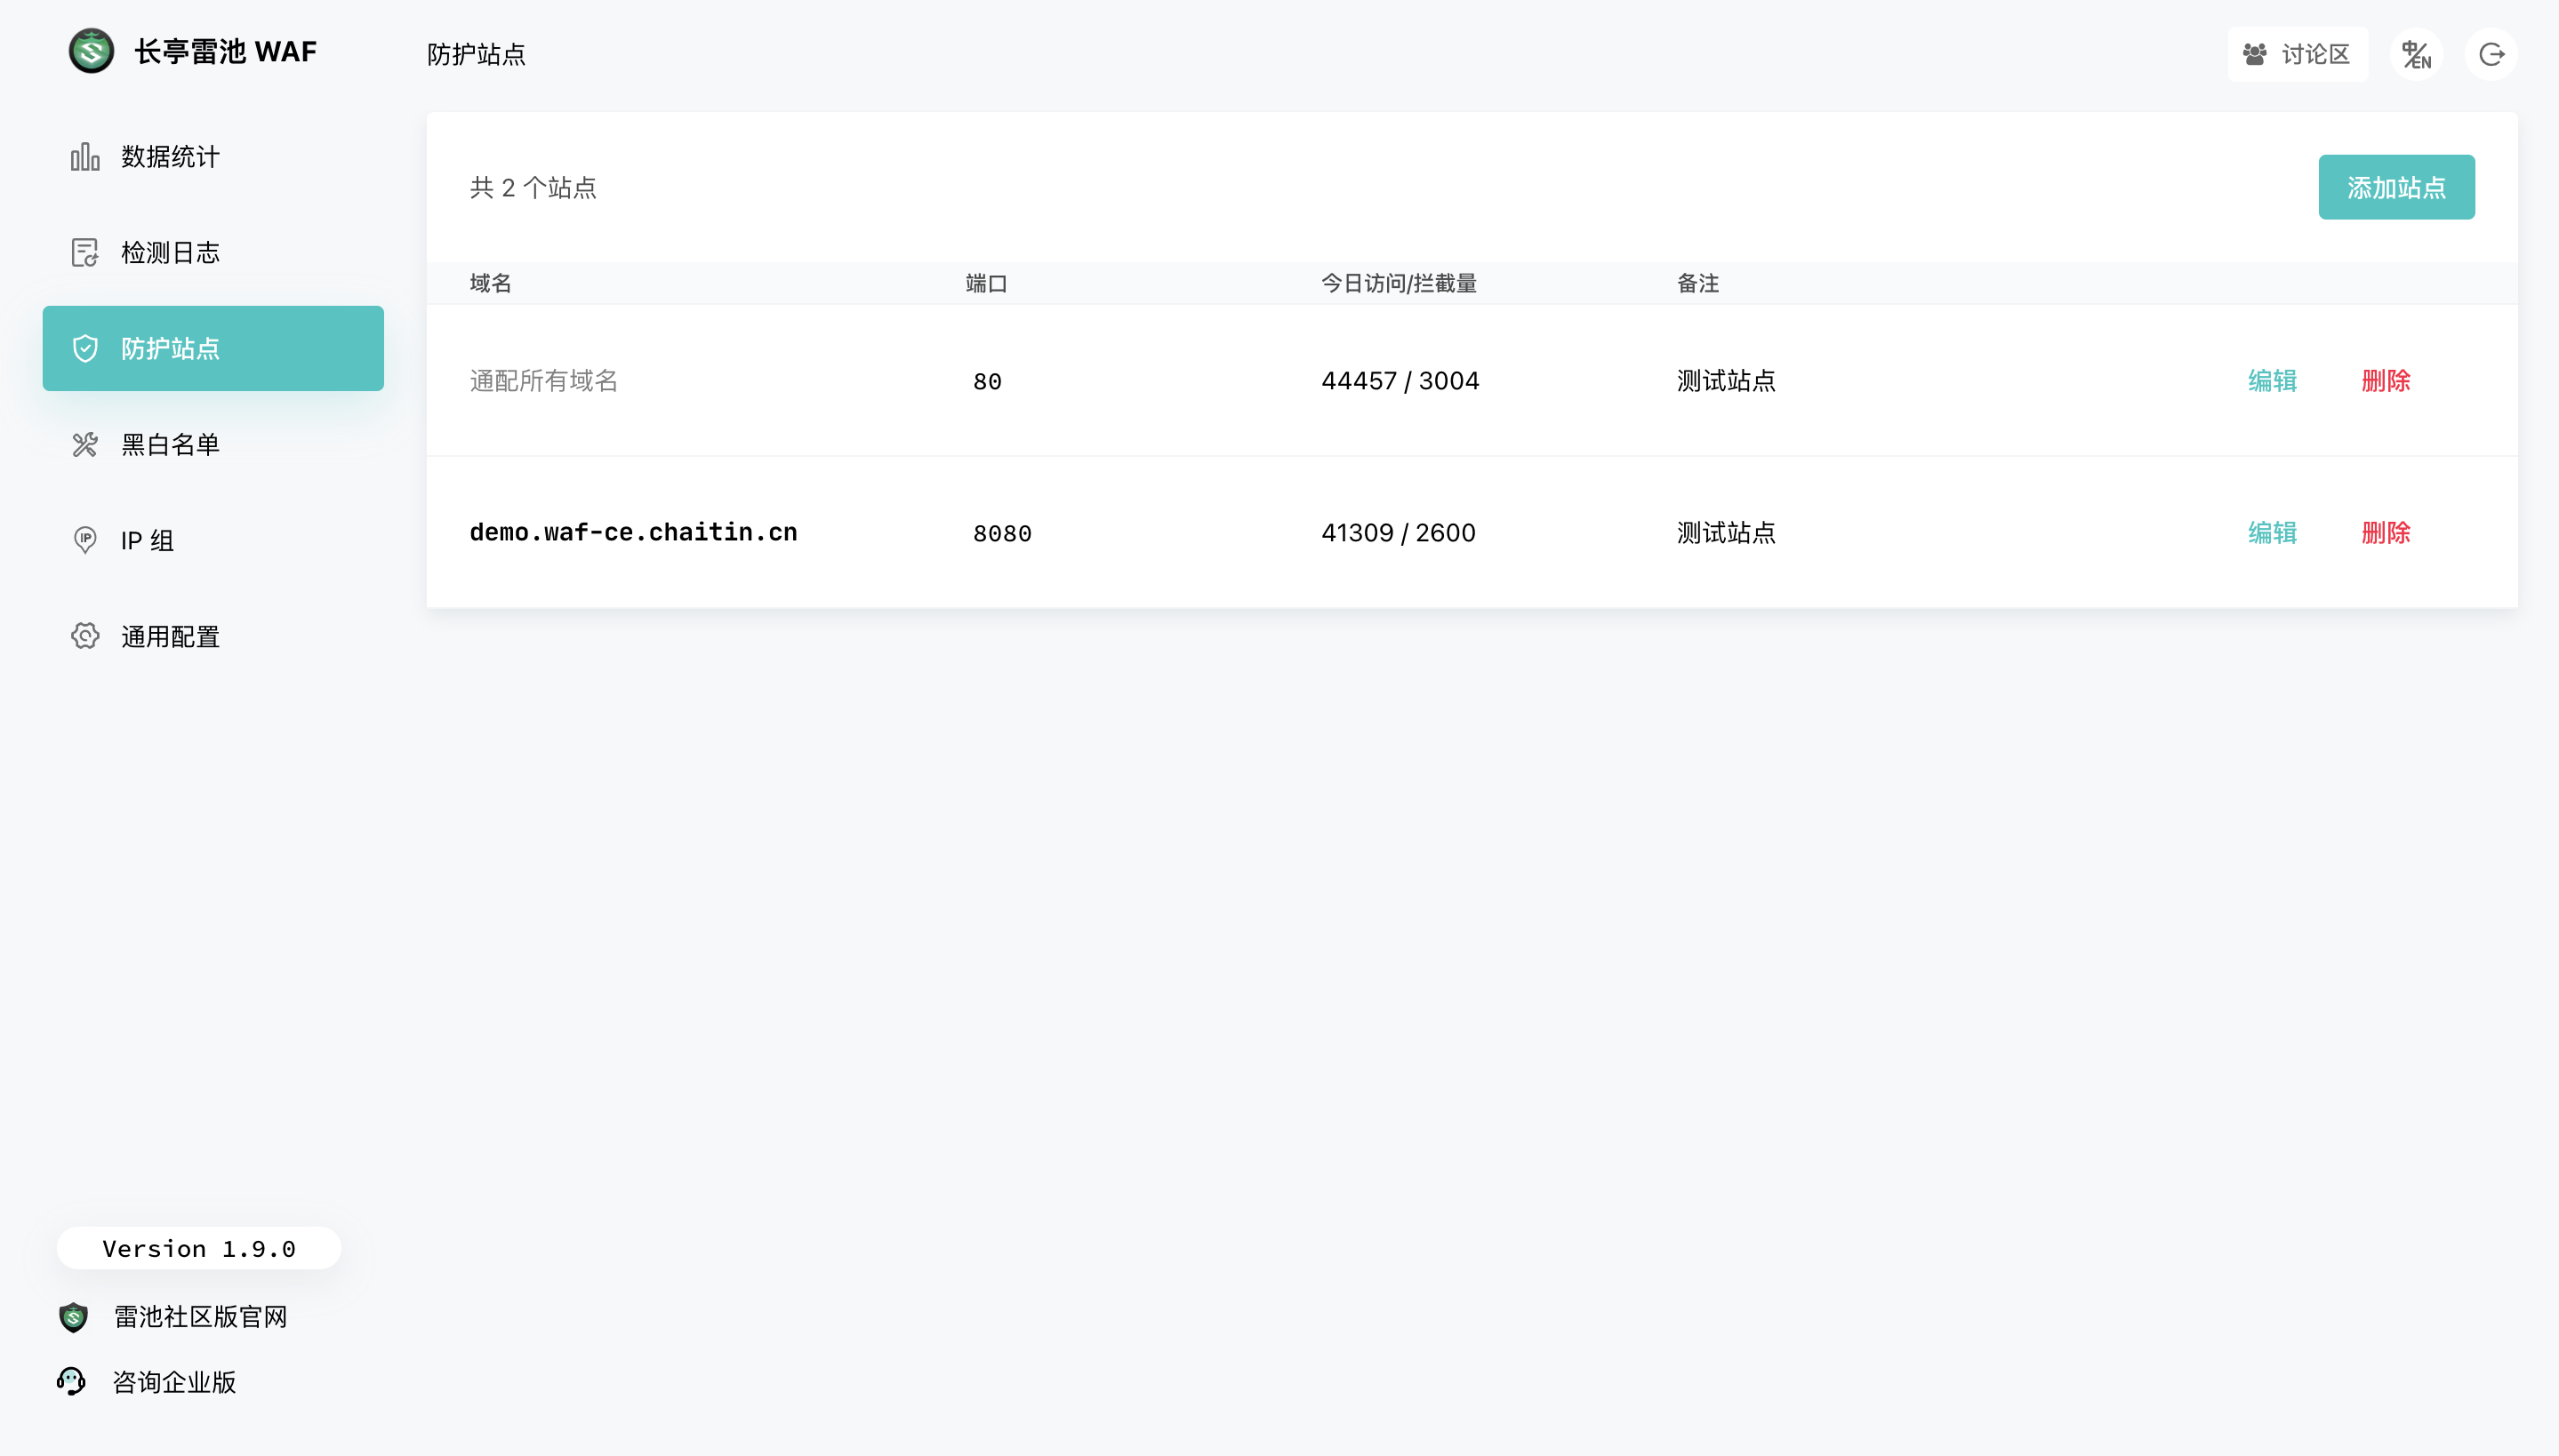 长亭雷池 WAF
防护站点
讨论区
中/EN
数据统计
检测日志
防护站点
黑白名单
IP 组
通用配置
共 2 个站点
添加站点
域名 端口 今日访问/拦截量 备注
通配所有域名 80 44457 / 3004 测试站点 编辑 删除
demo.waf-ce.chaitin.cn 8080 41309 / 2600 测试站点 编辑 删除
Version 1.9.0
雷池社区版官网
咨询企业版